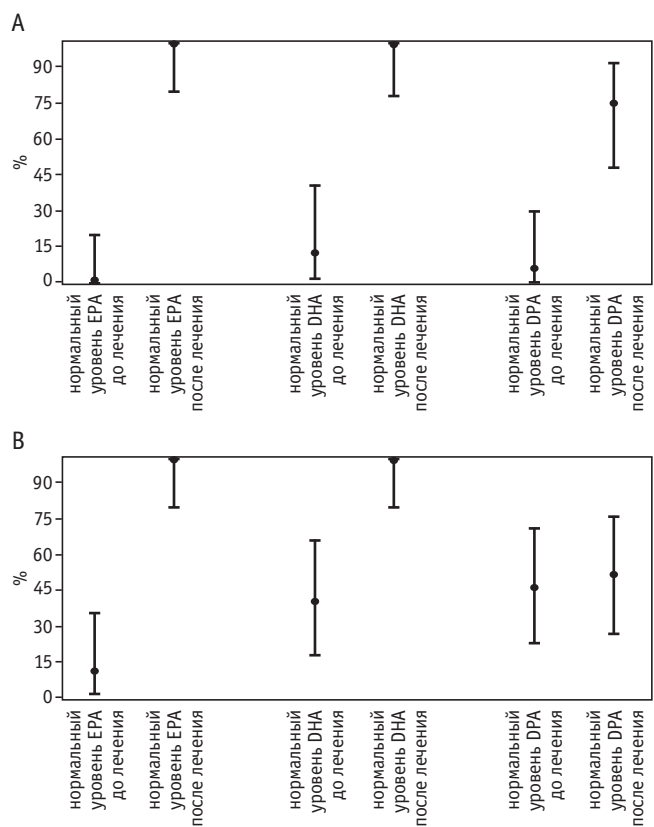 A
90
75
60
45
30
15
0
%
нормальный
уровень EPA
до лечения
нормальный
уровень EPA
после лечения
нормальный
уровень DHA
до лечения
нормальный
уровень DHA
после лечения
нормальный
уровень DPA
до лечения
нормальный
уровень DPA
после лечения
B
90
75
60
45
30
15
0
%
нормальный
уровень EPA
до лечения
нормальный
уровень EPA
после лечения
нормальный
уровень DHA
до лечения
нормальный
уровень DHA
после лечения
нормальный
уровень DPA
до лечения
нормальный
уровень DPA
после лечения